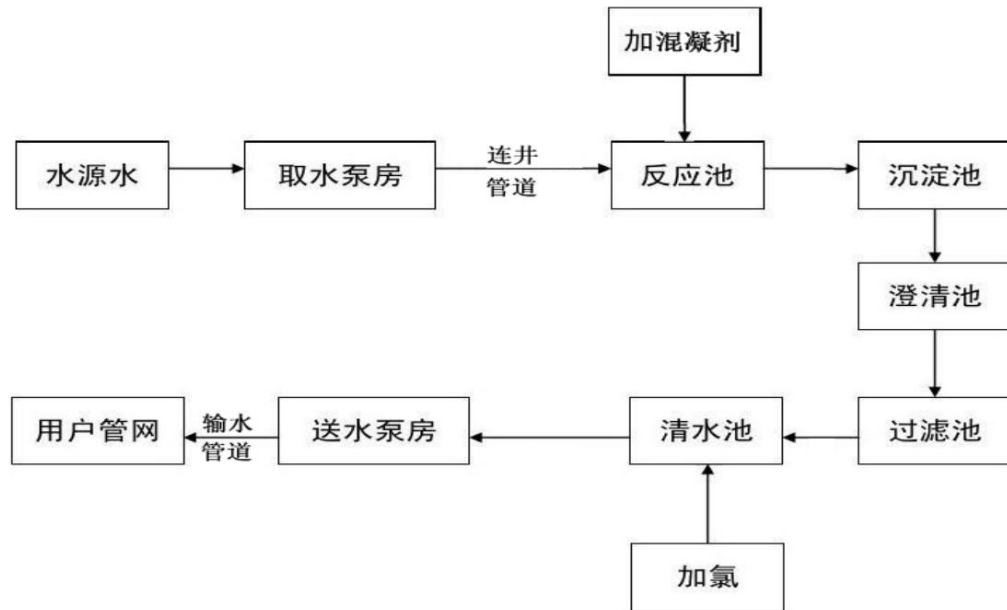 加混凝剂
水源水
取水泵房
连井
管道
反应池
沉淀池
澄清池
过滤池
清水池
送水泵房
输水
管道
用户管网
加氯